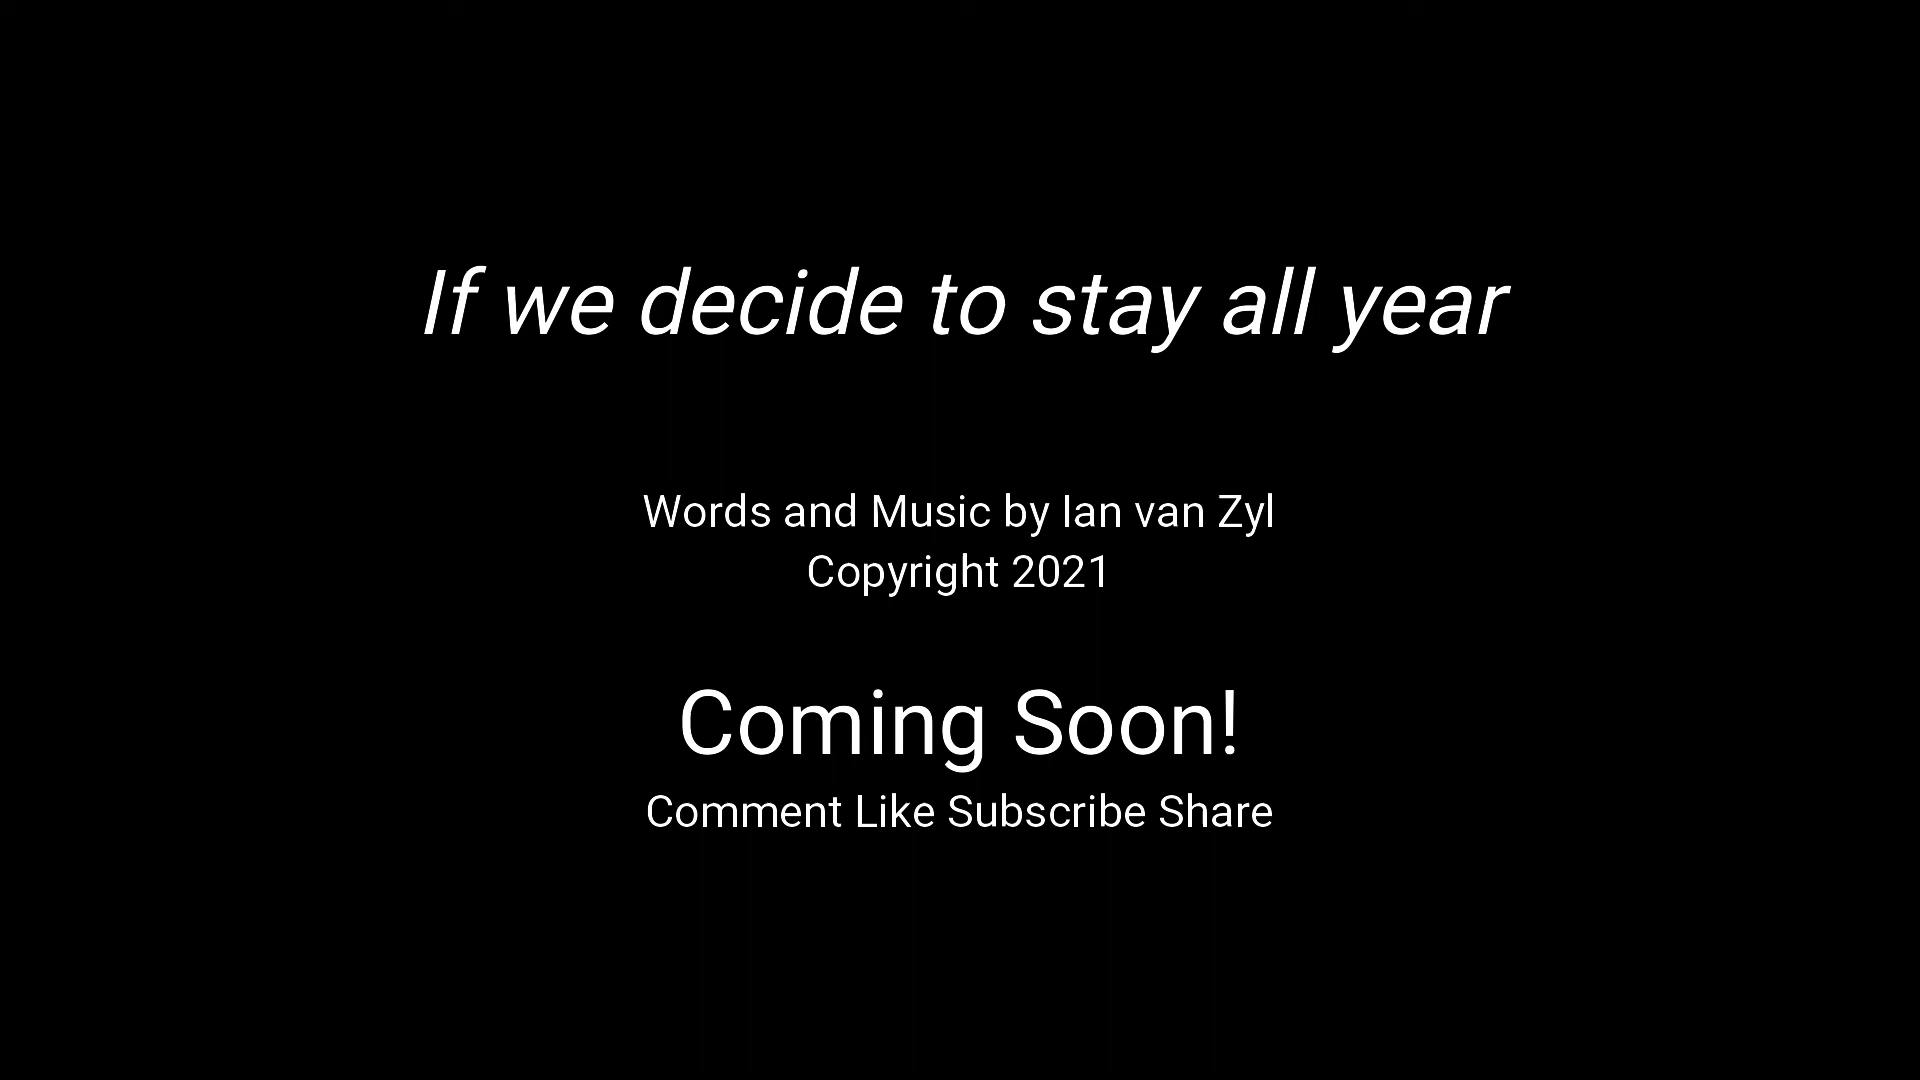 If we decide to stay all year
Words and Music by Ian van Zyl
Copyright 2021
Coming Soon!
Comment Like Subscribe Share